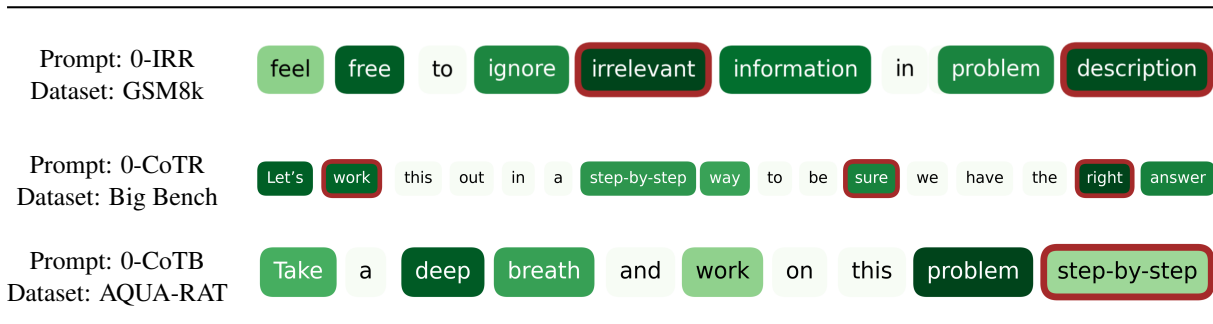 Prompt: 0-IRR
Dataset: GSM8k
feel free to ignore irrelevant information in problem description
Prompt: 0-CoTR
Dataset: Big Bench
Let's work this out in a step-by-step way to be sure we have the right answer
Prompt: 0-CoTB
Dataset: AQUA-RAT
Take a deep breath and work on this problem step-by-step